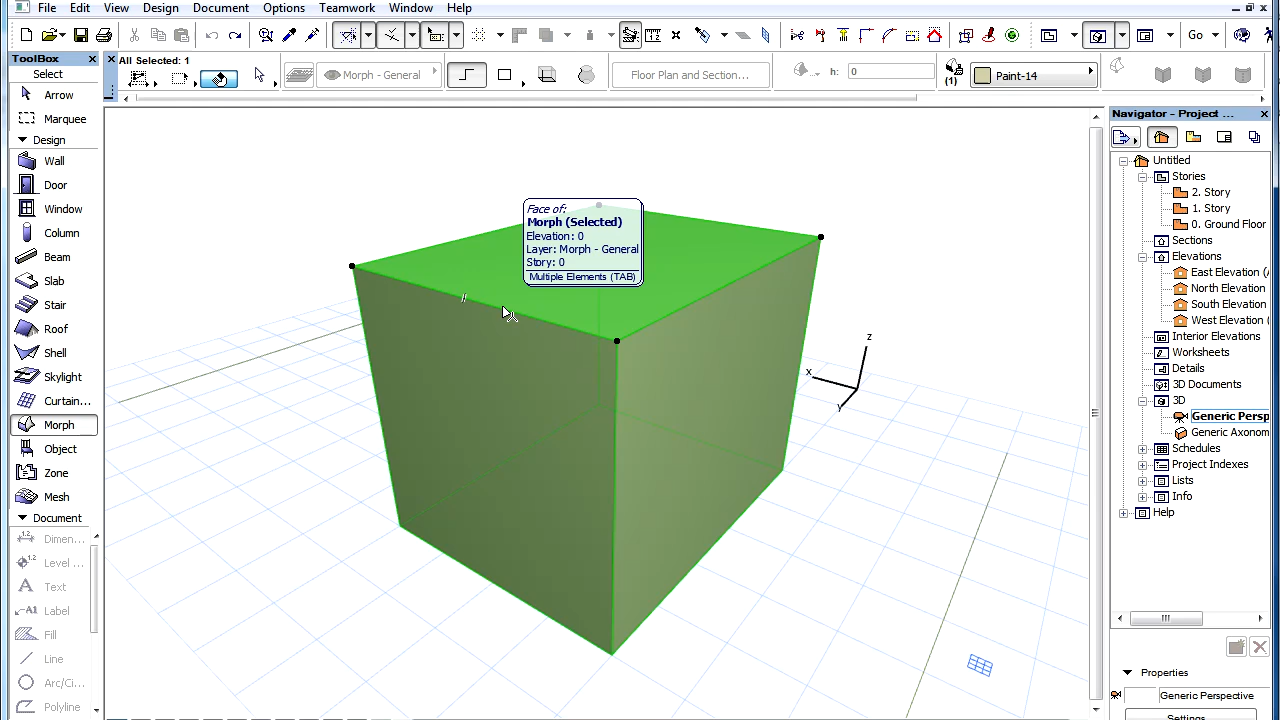 File Edit View Design Document Options Teamwork Window Help
Go
ToolBox
Select
Arrow
Marquee
Design
Wall
Door
Window
Column
Beam
Slab
Stair
Roof
Shell
Skylight
Curtain...
Morph
Object
Zone
Mesh
Document
Dimen...
Level ...
Text
Label
Fill
Line
Arc/Ci...
Polyline
All Selected: 1
Morph - General
Floor Plan and Section...
h:
0
(1)
Paint-14
Face of:
Morph (Selected)
Elevation: 0
Layer: Morph - General
Story: 0
Multiple Elements (TAB)
z
x
y
Navigator - Project ...
Untitled
Stories
2. Story
1. Story
0. Ground Floor
Sections
Elevations
East Elevation (A
North Elevation
South Elevation
West Elevation (
Interior Elevations
Worksheets
Details
3D Documents
3D
Generic Persp
Generic Axonom
Schedules
Project Indexes
Lists
Info
Help
Properties
Generic Perspective
Settings...